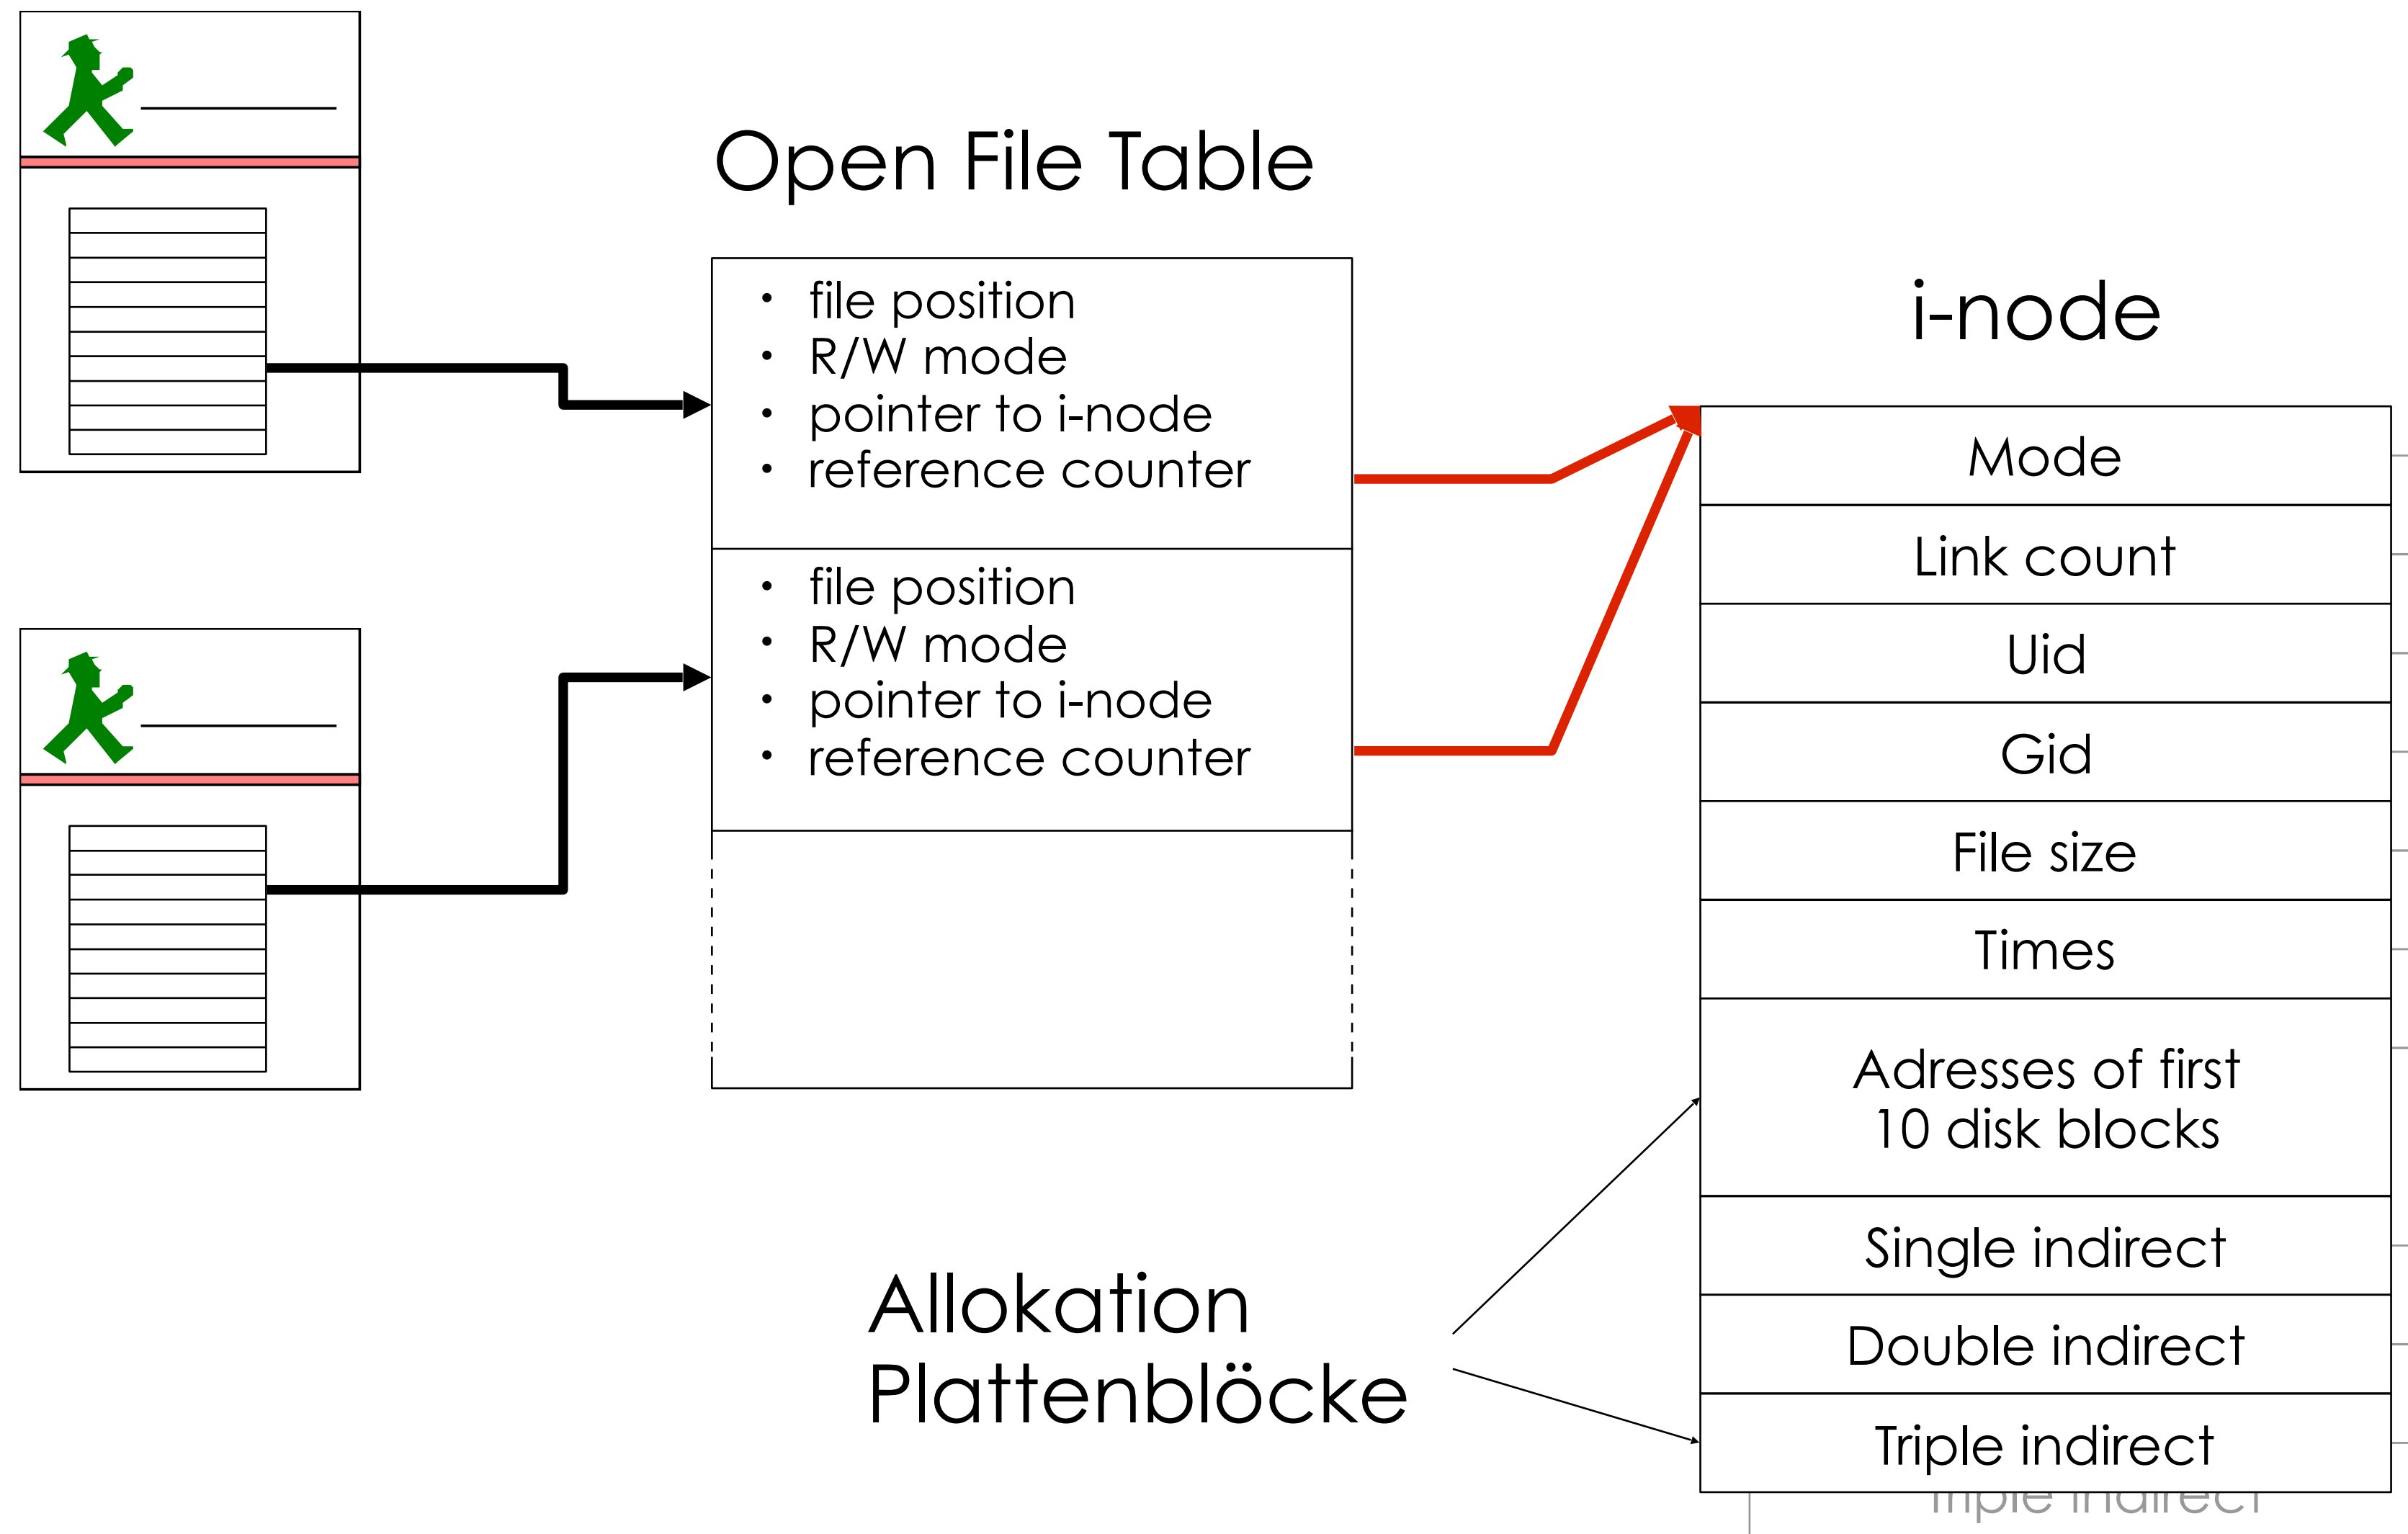 Open File Table
• file position
• R/W mode
• pointer to i-node
• reference counter
• file position
• R/W mode
• pointer to i-node
• reference counter
i-node
Mode
Link count
Uid
Gid
File size
Times
Adresses of first
10 disk blocks
Single indirect
Double indirect
Triple indirect
Triple indirect
Allokation
Plattenblöcke